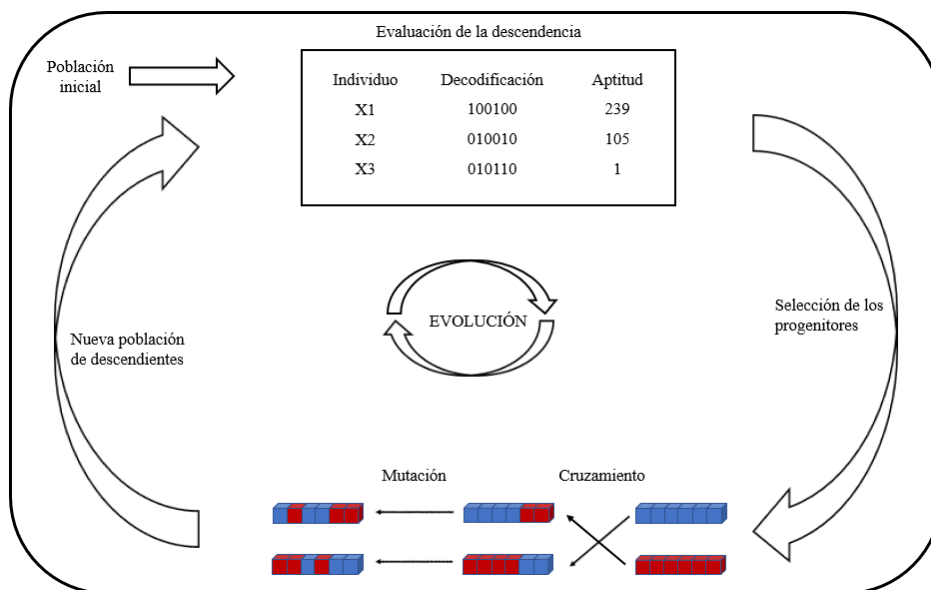 Evaluación de la descendencia
Población
inicial
Individuo Decodificación Aptitud
X1 100100 239
X2 010010 105
X3 010110 1
EVOLUCIÓN
Selección de los
progenitores
Nueva población
de descendientes
Mutación Cruzamiento